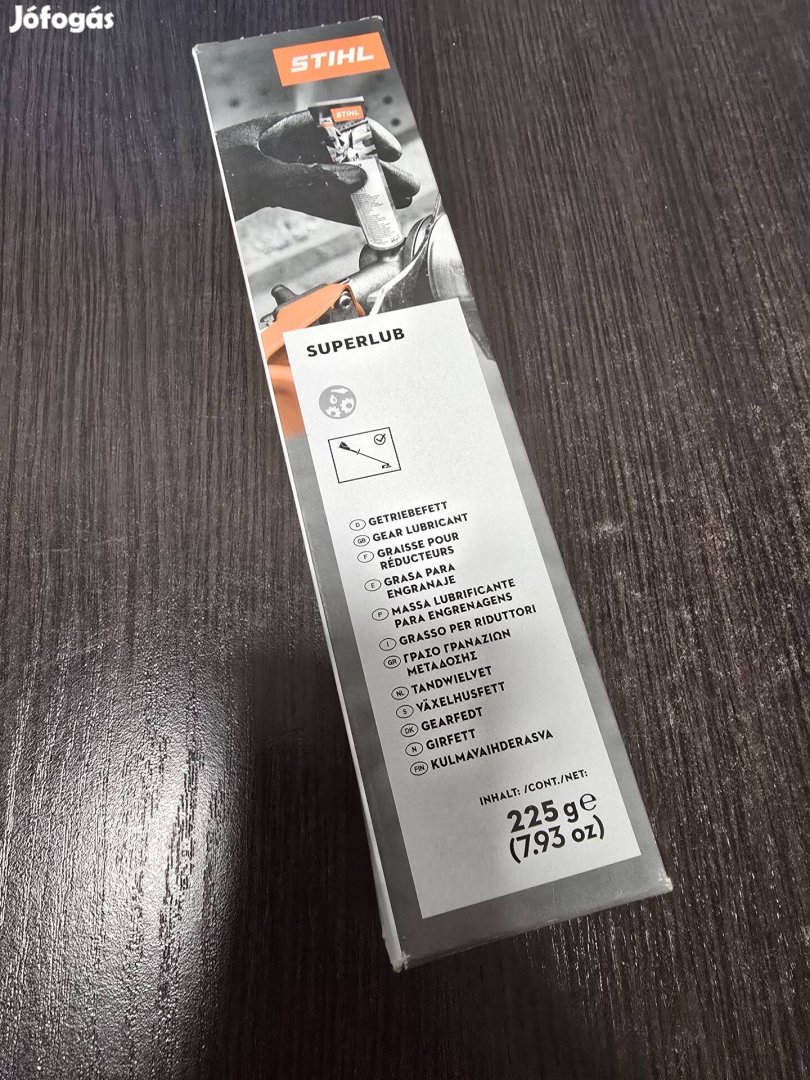 Jófogás
STIHL
STIHL
SUPERLUB
D GETRIEBEFETT
GB GEAR LUBRICANT
F GRAISSE POUR
RÉDUCTEURS
E GRASA PARA
ENGRANAJE
P MASSA LUBRIFICANTE
PARA ENGRENAGENS
I GRASSO PER RIDUTTORI
GR ΓΡΑΣΟ ΓΡΑΝΑΖΙΩΝ
ΜΕΤΑΔΟΣΗΣ
NL TANDWIELVET
S VÄXELHUSFETT
DK GEARFEDT
N GIRFETT
FIN KULMAVAIHDERASVA
INHALT: /CONT./NET:
225 g e
(7.93 oz)